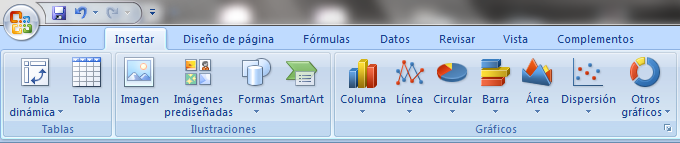 Inicio Insertar Diseño de página Fórmulas Datos Revisar Vista Complementos
Tabla dinámica
Tabla
Imagen
Imágenes prediseñadas
Formas
SmartArt
Columna
Línea
Circular
Barra
Área
Dispersión
Otros gráficos
Tablas
Ilustraciones
Gráficos